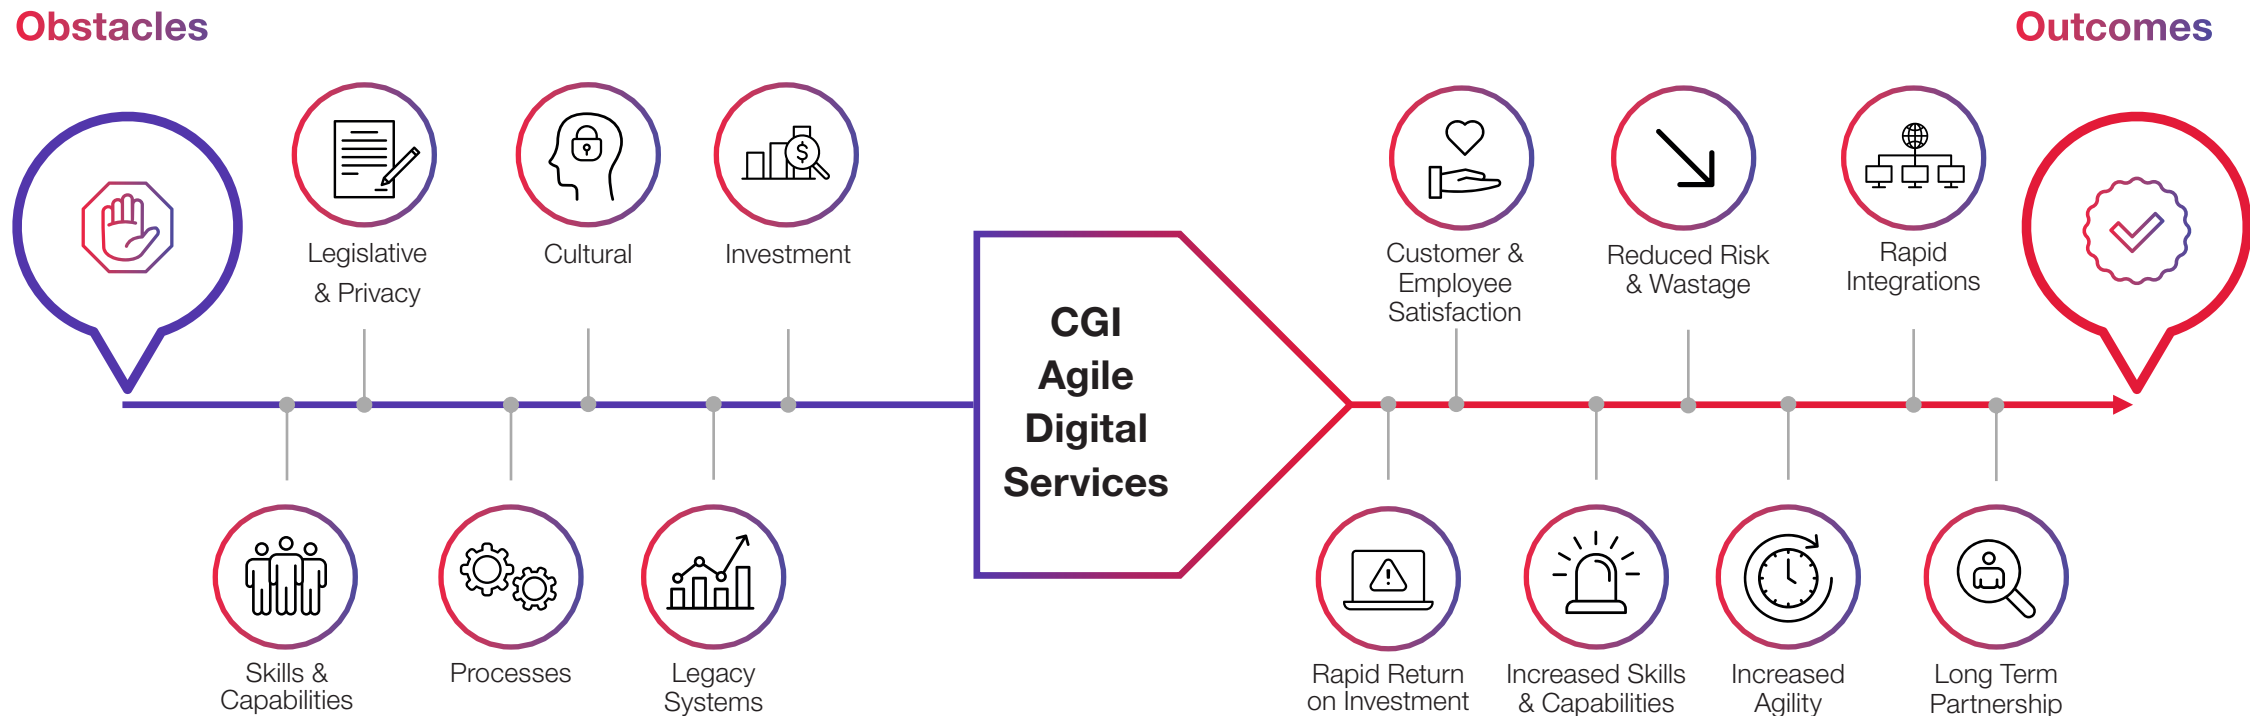 Obstacles
Outcomes
Legislative
& Privacy
Cultural
Investment
Skills &
Capabilities
Processes
Legacy
Systems
CGI
Agile
Digital
Services
Customer &
Employee
Satisfaction
Reduced Risk
& Wastage
Rapid
Integrations
Rapid Return
on Investment
Increased Skills
& Capabilities
Increased
Agility
Long Term
Partnership